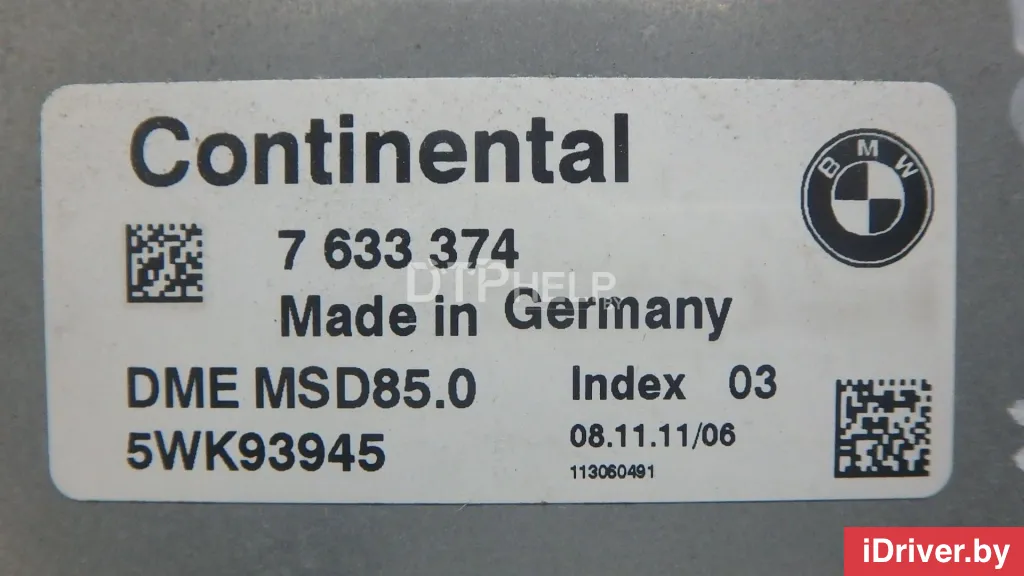 Continental
BMW
7 633 374
DTPHELP.BY
Made in Germany
DME MSD85.0 Index 03
5WK93945 08.11.11/06
113060491
iDriver.by